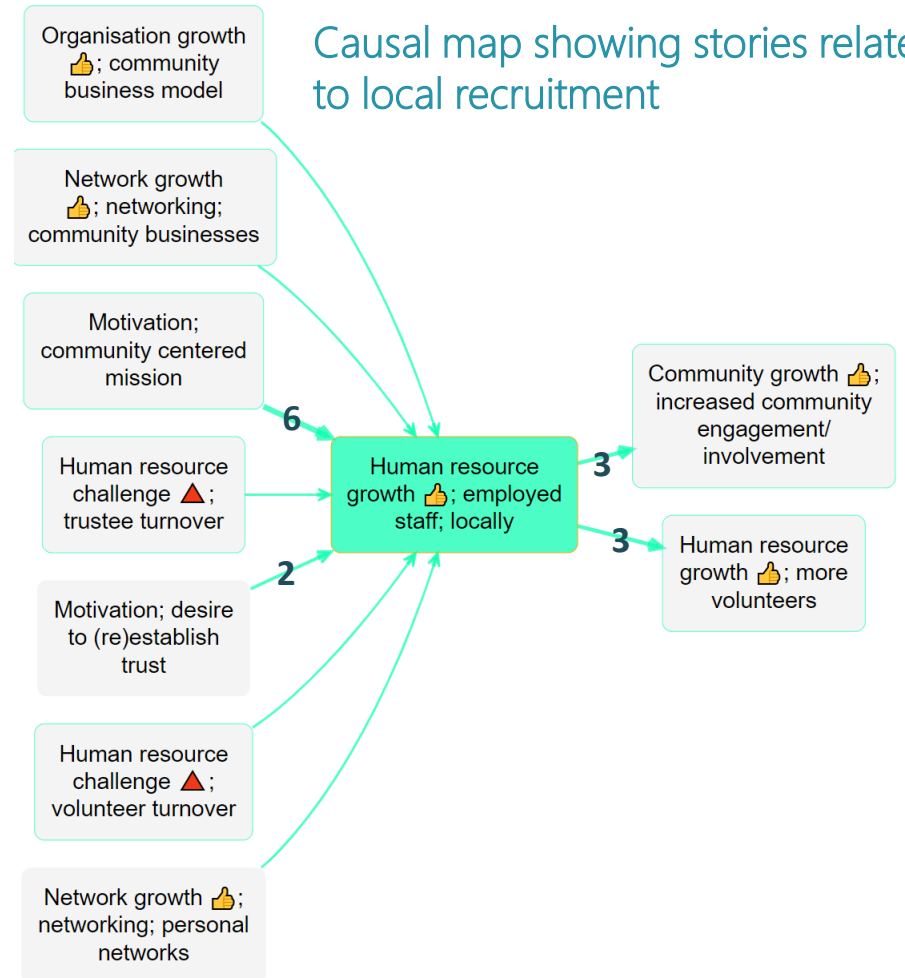 Causal map showing stories relate
to local recruitment
Organisation growth
👍; community
business model
Network growth
👍; networking;
community businesses
Motivation;
community centered
mission
6
Human resource
challenge 🔺;
trustee turnover
Motivation; desire
to (re)establish
trust
2
Human resource
challenge 🔺;
volunteer turnover
Network growth 👍;
networking; personal
networks
Human resource
growth 👍; employed
staff; locally
3
Community growth 👍;
increased community
engagement/
involvement
3
Human resource
growth 👍; more
volunteers